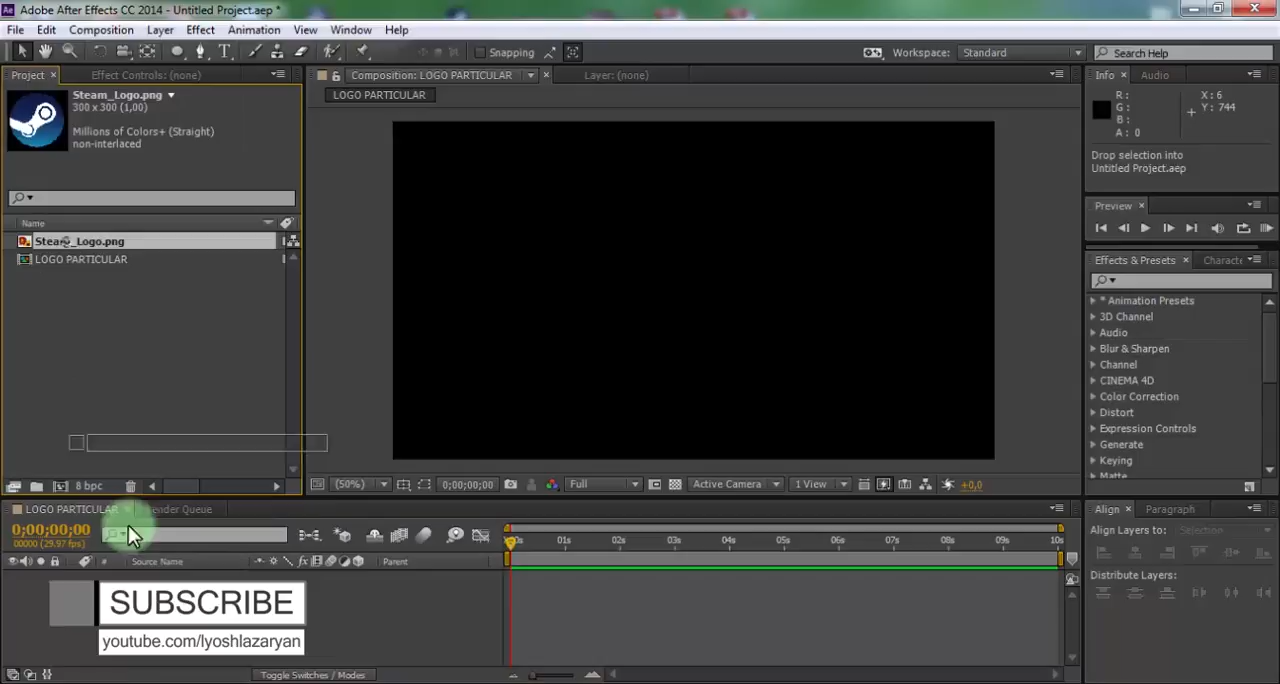 Adobe After Effects CC 2014 - Untitled Project.aep *
File Edit Composition Layer Effect Animation View Window Help
Snapping
Workspace: Standard
Search Help
Project × Effect Controls: (none)
Steam_Logo.png
300 x 300 (1,00)
Millions of Colors+ (Straight)
non-interlaced
Name
Steam_Logo.png
LOGO PARTICULAR
8 bpc
Composition: LOGO PARTICULAR × Layer: (none)
LOGO PARTICULAR
(50%) 0;00;00;00 Full Active Camera 1 View +0,0
Info × Audio
R :
G :
B :
A : 0
X : 6
Y : 744
Drop selection into
Untitled Project.aep
Preview ×
Effects & Presets × Characte
* Animation Presets
3D Channel
Audio
Blur & Sharpen
Channel
CINEMA 4D
Color Correction
Distort
Expression Controls
Generate
Keying
Matte
Align × Paragraph
Align Layers to: Selection
Distribute Layers:
LOGO PARTICULAR × ender Queue
0;00;00;00
00000 (29.97 fps)
# Source Name fx Parent
01s 02s 03s 04s 05s 06s 07s 08s 09s 10s
SUBSCRIBE
youtube.com/lyoshlazaryan
Toggle Switches / Modes